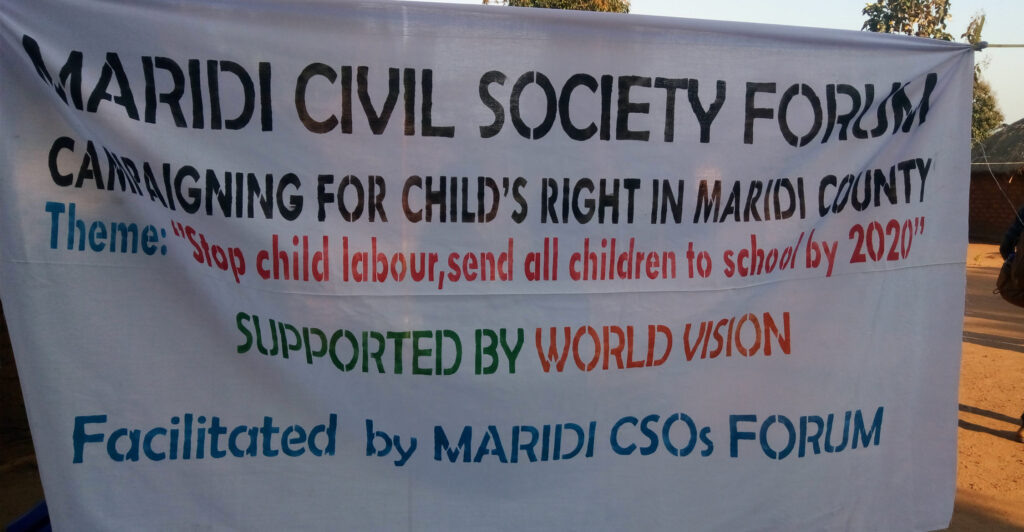 MARIDI CIVIL SOCIETY FORUM
CAMPAIGNING FOR CHILD'S RIGHT IN MARIDI COUNTY
Theme: "Stop child labour,send all children to school by 2020"
SUPPORTED BY WORLD VISION
Facilitated by MARIDI CSOs FORUM